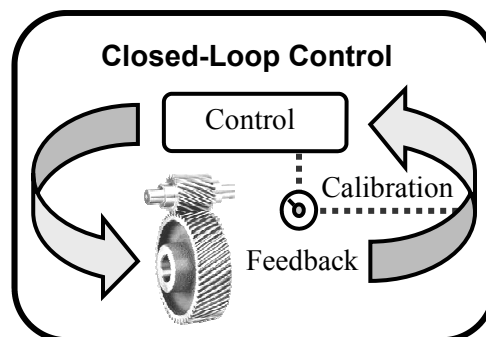 Closed-Loop Control
Control
Calibration
Feedback